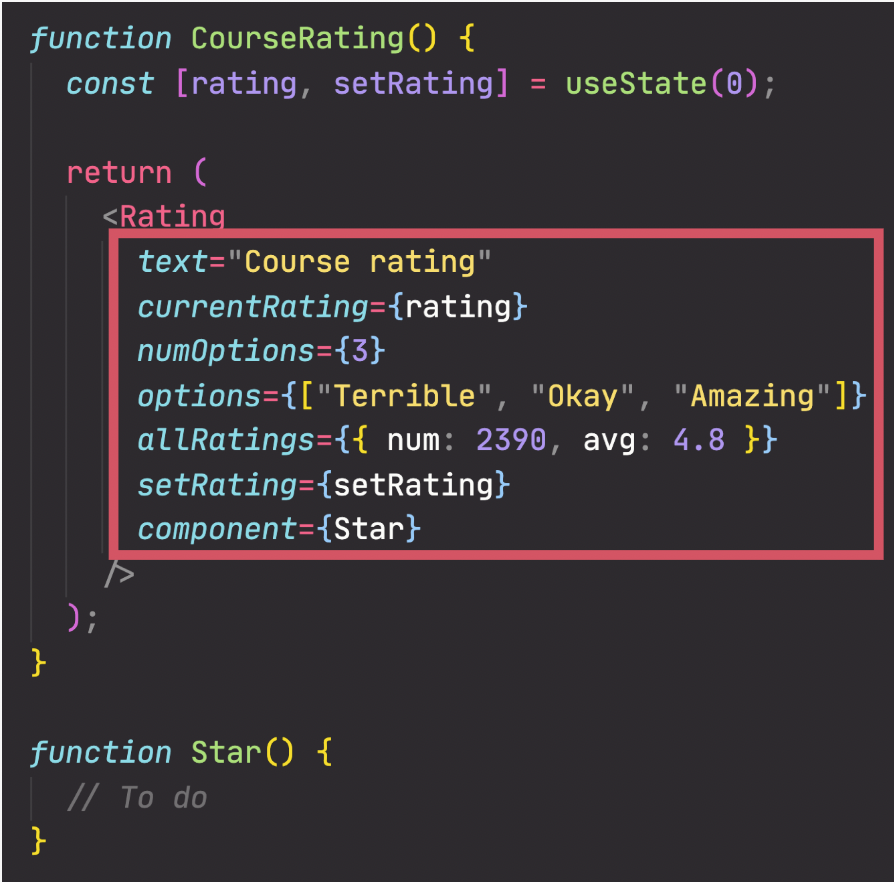 function CourseRating() {
const [rating, setRating] = useState(0);
return (
<Rating
text="Course rating"
currentRating={rating}
numOptions={3}
options={["Terrible", "Okay", "Amazing"]}
allRatings={{ num: 2390, avg: 4.8 }}
setRating={setRating}
component={Star}
/>
);
}
function Star() {
// To do
}